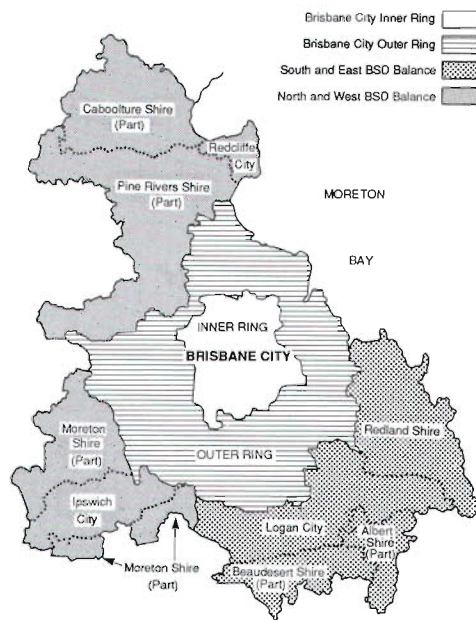 Brisbane City Inner Ring
Brisbane City Outer Ring
South and East BSD Balance
North and West BSD Balance
Caboolture Shire
(Part)
Redcliffe
City
Pine Rivers Shire
(Part)
MORETON
BAY
INNER RING
BRISBANE CITY
Moreton
Shire
(Part)
Redland Shire
OUTER RING
Ipswich
City
Logan City
Albert
Shire
(Part)
Moreton Shire
(Part)
Beaudesert Shire
(Part)